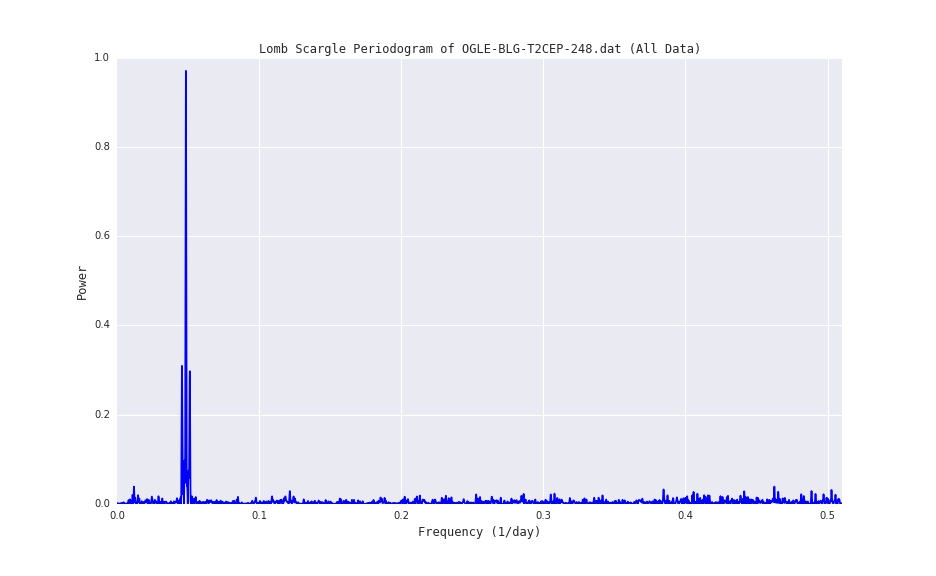 Lomb Scargle Periodogram of OGLE-BLG-T2CEP-248.dat (All Data)
1.0
0.8
0.6
0.4
0.2
0.0
Power
0.0 0.1 0.2 0.3 0.4 0.5
Frequency (1/day)